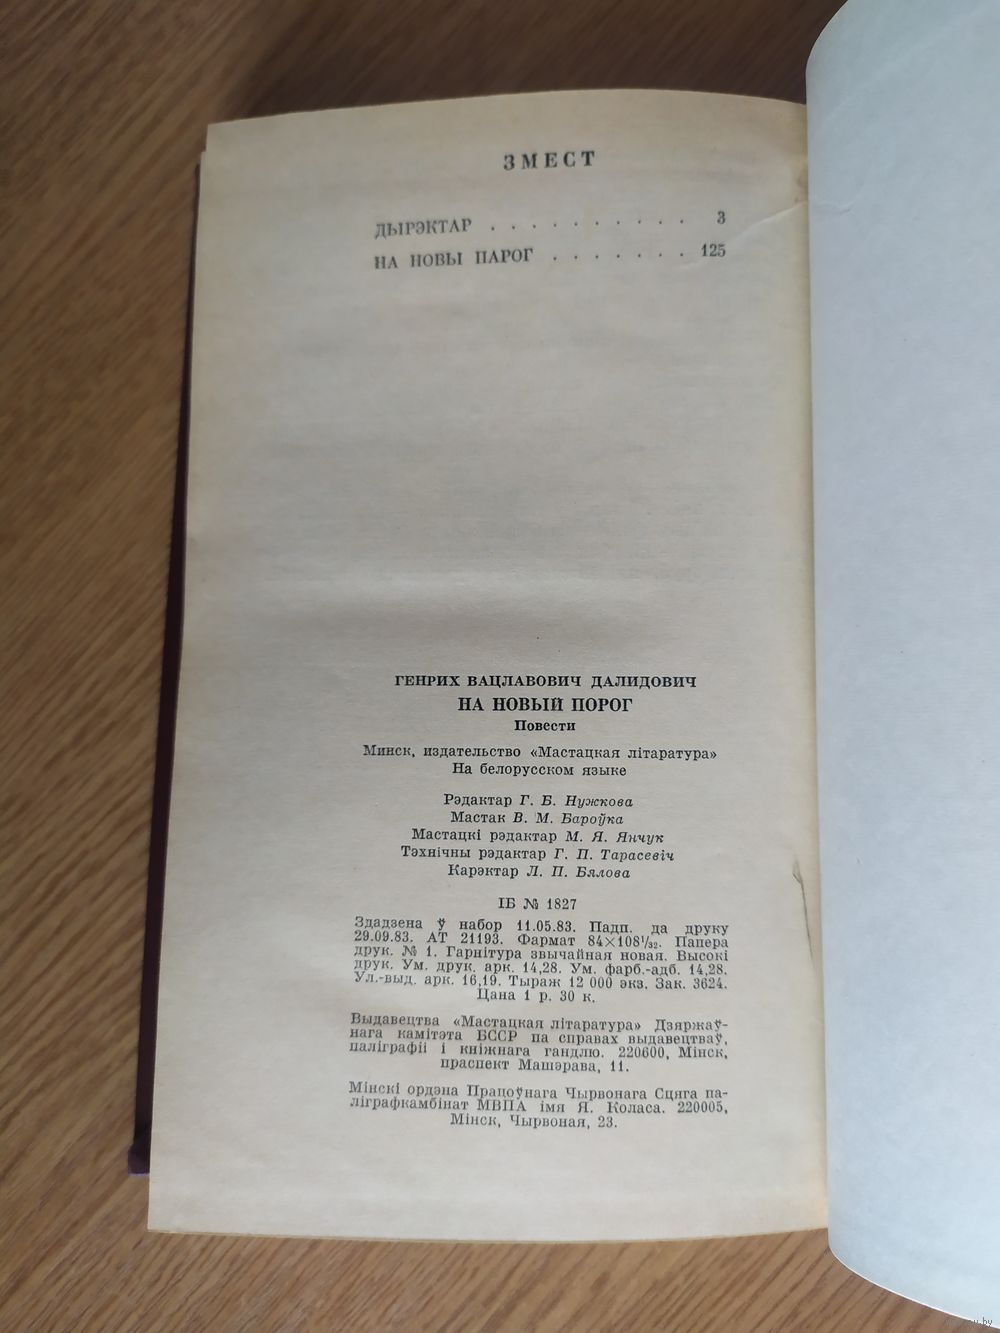 ЗМЕСТ
ДЫРЭКТАР . . . . . . . . . . 3
НА НОВЫ ПАРОГ . . . . . . . 125
ГЕНРИХ ВАЦЛАВОВИЧ ДАЛИДОВИЧ
НА НОВЫЙ ПОРОГ
Повести
Минск, издательство «Мастацкая літаратура»
На белорусском языке
Рэдактар Г. Б. Нужкова
Мастак В. М. Бароўка
Мастацкі рэдактар М. Я. Янчук
Тэхнічны рэдактар Г. П. Тарасевіч
Карэктар Л. П. Бялова
ІБ № 1827
Здадзена ў набор 11.05.83. Падп. да друку
29.09.83. АТ 21193. Фармат 84×108¹/₃₂. Папера
друк. № 1. Гарнітура звычайная новая. Высокі
друк. Ум. друк. арк. 14,28. Ум. фарб.-адб. 14,28.
Ул.-выд. арк. 16,19. Тыраж 12 000 экз. Зак. 3624.
Цана 1 р. 30 к.
Выдавецтва «Мастацкая літаратура» Дзяржаў-
нага камітэта БССР па справах выдавецтваў,
паліграфіі і кніжнага гандлю. 220600, Мінск,
праспект Машэрава, 11.
Мінскі ордэна Працоўнага Чырвонага Сцяга па-
ліграфкамбінат МВПА імя Я. Коласа. 220005,
Мінск, Чырвоная, 23.